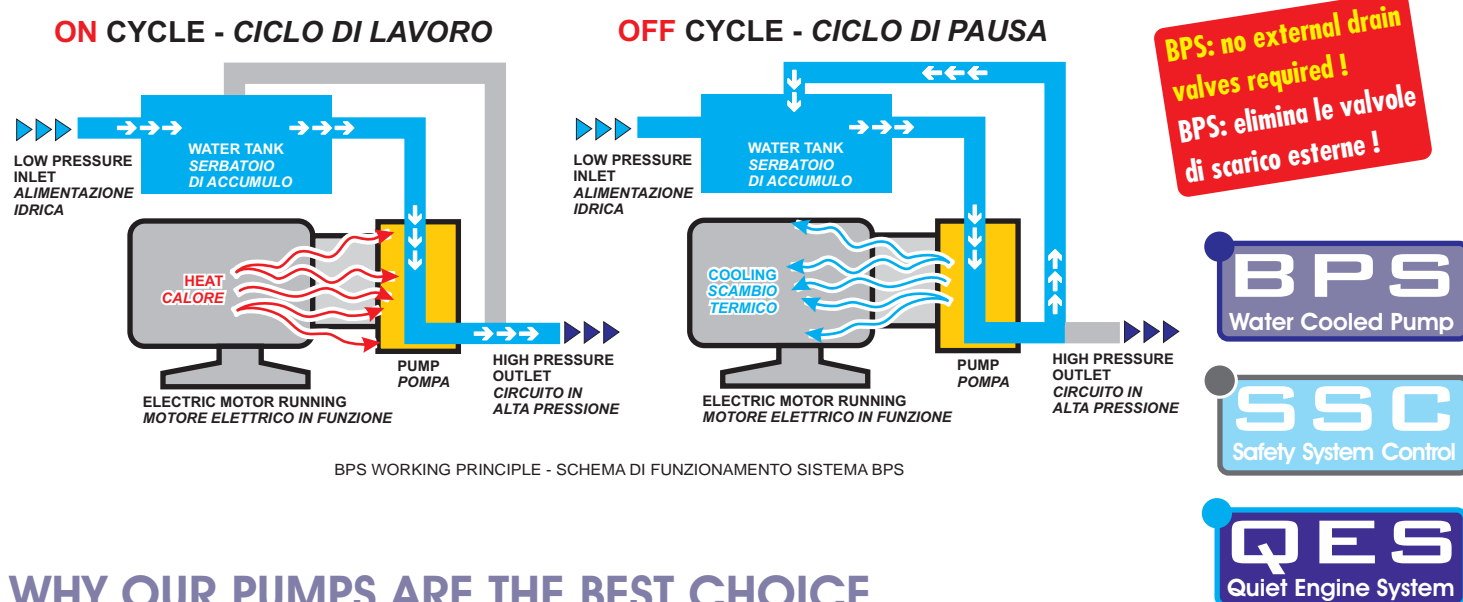 ON CYCLE - CICLO DI LAVORO
LOW PRESSURE
INLET
ALIMENTAZIONE
IDRICA
WATER TANK
SERBATOIO
DI ACCUMULO
HEAT
CALORE
PUMP
POMPA
HIGH PRESSURE
OUTLET
CIRCUITO IN
ALTA PRESSIONE
ELECTRIC MOTOR RUNNING
MOTORE ELETTRICO IN FUNZIONE
OFF CYCLE - CICLO DI PAUSA
LOW PRESSURE
INLET
ALIMENTAZIONE
IDRICA
WATER TANK
SERBATOIO
DI ACCUMULO
COOLING
SCAMBIO
TERMICO
PUMP
POMPA
HIGH PRESSURE
OUTLET
CIRCUITO IN
ALTA PRESSIONE
ELECTRIC MOTOR RUNNING
MOTORE ELETTRICO IN FUNZIONE
BPS WORKING PRINCIPLE - SCHEMA DI FUNZIONAMENTO SISTEMA BPS
BPS: no external drain
valves required !
BPS: elimina le valvole
di scarico esterne !
BPS
Water Cooled Pump
SSC
Safety System Control
QES
Quiet Engine System
WHY OUR PUMPS ARE THE BEST CHOICE